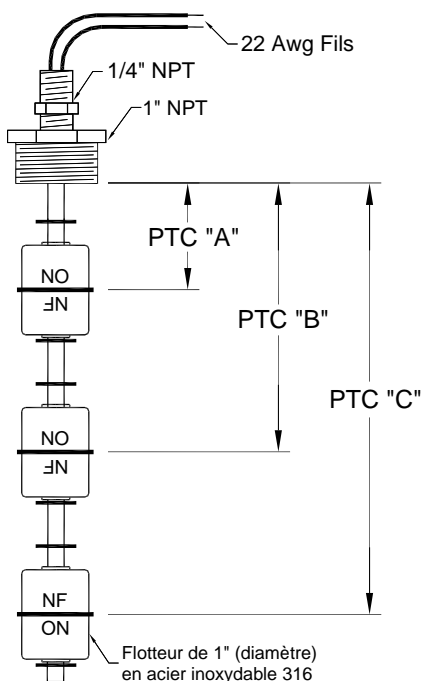 22 Awg Fils
1/4" NPT
1" NPT
PTC "A"
NO
NF
PTC "B"
PTC "C"
NO
NF
NF
NO
Flotteur de 1" (diamètre)
en acier inoxydable 316